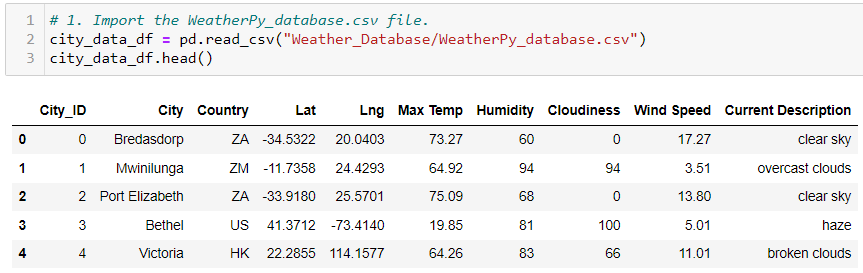 1 # 1. Import the WeatherPy_database.csv file.
2 city_data_df = pd.read_csv("Weather_Database/WeatherPy_database.csv")
3 city_data_df.head()
City_ID City Country Lat Lng Max Temp Humidity Cloudiness Wind Speed Current Description
0 0 Bredasdorp ZA -34.5322 20.0403 73.27 60 0 17.27 clear sky
1 1 Mwinilunga ZM -11.7358 24.4293 64.92 94 94 3.51 overcast clouds
2 2 Port Elizabeth ZA -33.9180 25.5701 75.09 68 0 13.80 clear sky
3 3 Bethel US 41.3712 -73.4140 19.85 81 100 5.01 haze
4 4 Victoria HK 22.2855 114.1577 64.26 83 66 11.01 broken clouds